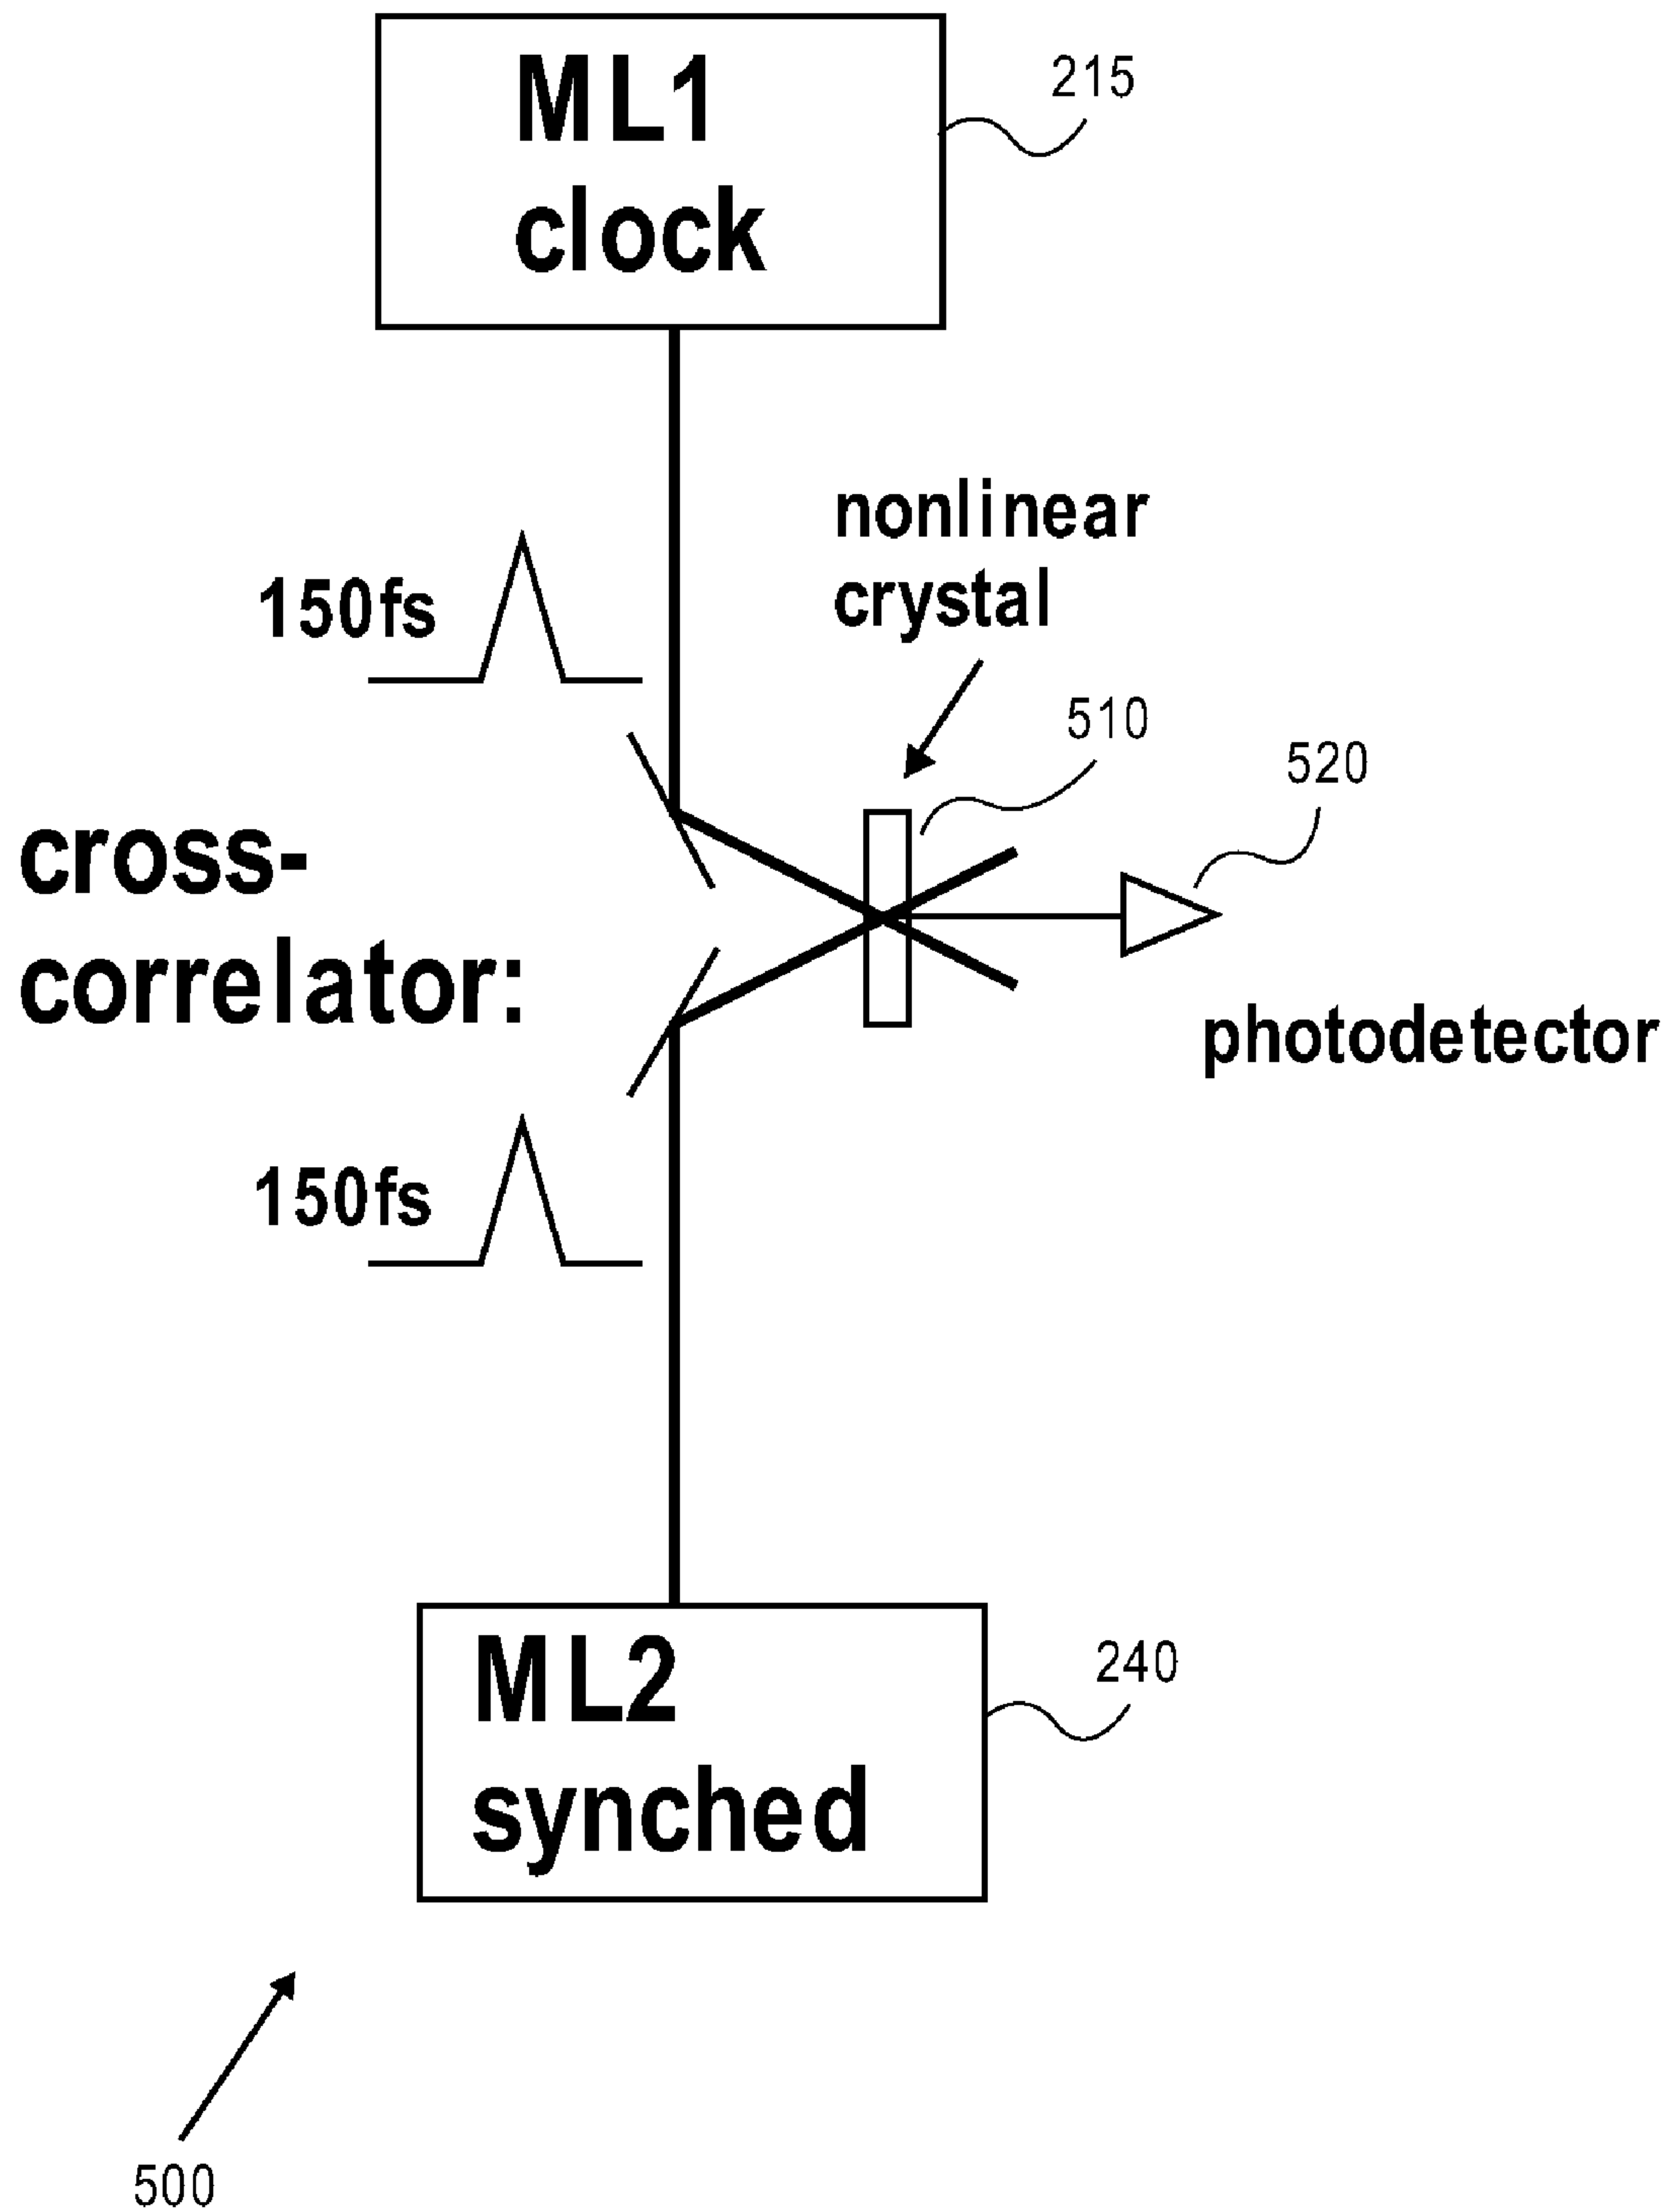 ML1
clock
215
nonlinear
crystal
150fs
510
520
cross-
correlator:
photodetector
150fs
ML2
synched
240
500